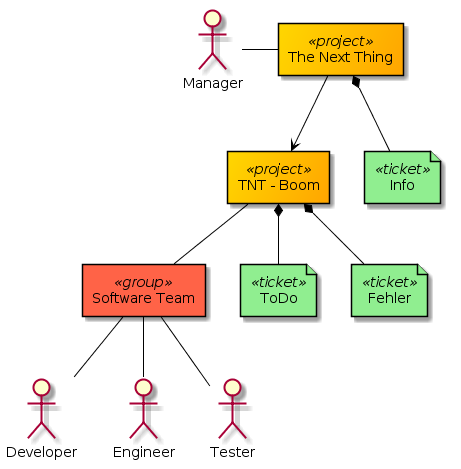 «project»
The Next Thing
Manager
«project»
TNT - Boom
«ticket»
Info
«group»
Software Team
«ticket»
ToDo
«ticket»
Fehler
Developer
Engineer
Tester